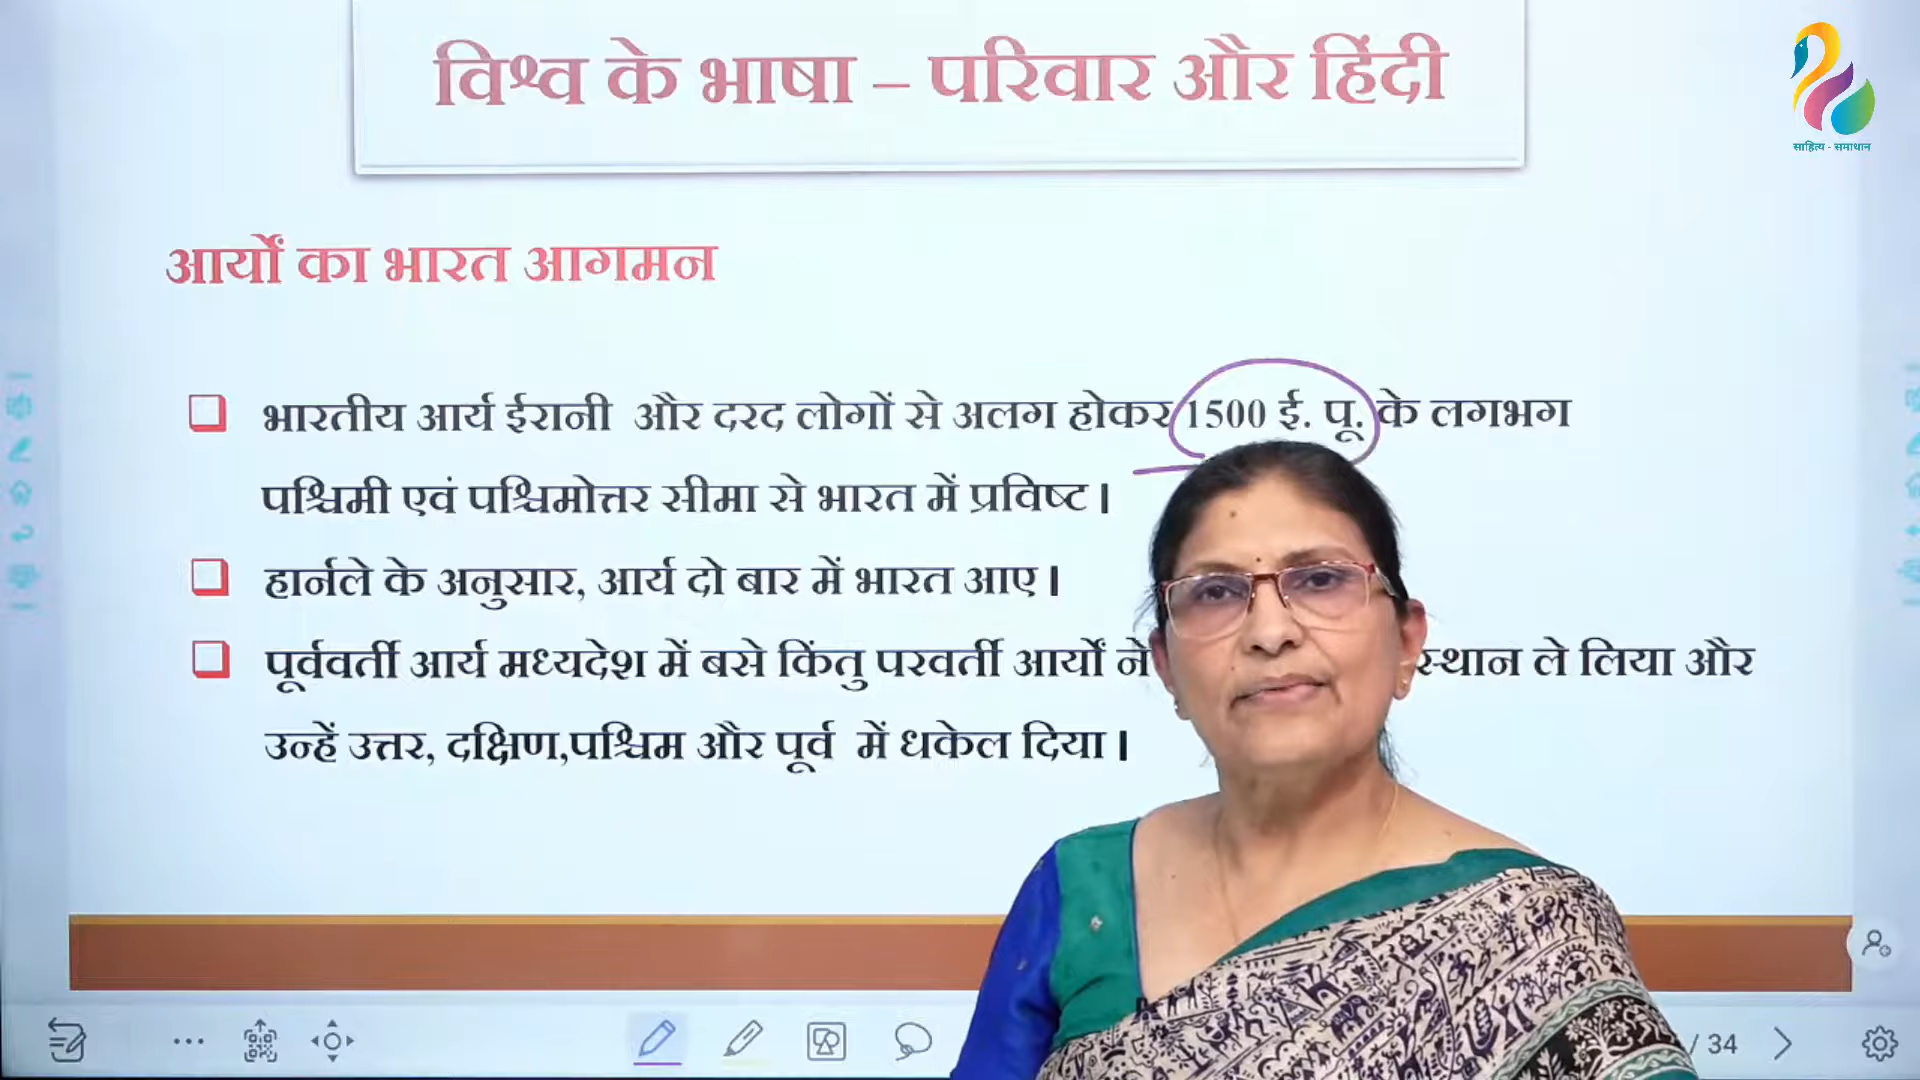 विश्व के भाषा – परिवार और हिंदी
साहित्य - समाधान
आर्यों का भारत आगमन
भारतीय आर्य ईरानी और दरद लोगों से अलग होकर 1500 ई. पू. के लगभग
पश्चिमी एवं पश्चिमोत्तर सीमा से भारत में प्रविष्ट।
हार्नले के अनुसार, आर्य दो बार में भारत आए।
पूर्ववर्ती आर्य मध्यदेश में बसे किंतु परवर्ती आर्यों ने स्थान ले लिया और
उन्हें उत्तर, दक्षिण,पश्चिम और पूर्व में धकेल दिया।
/ 34